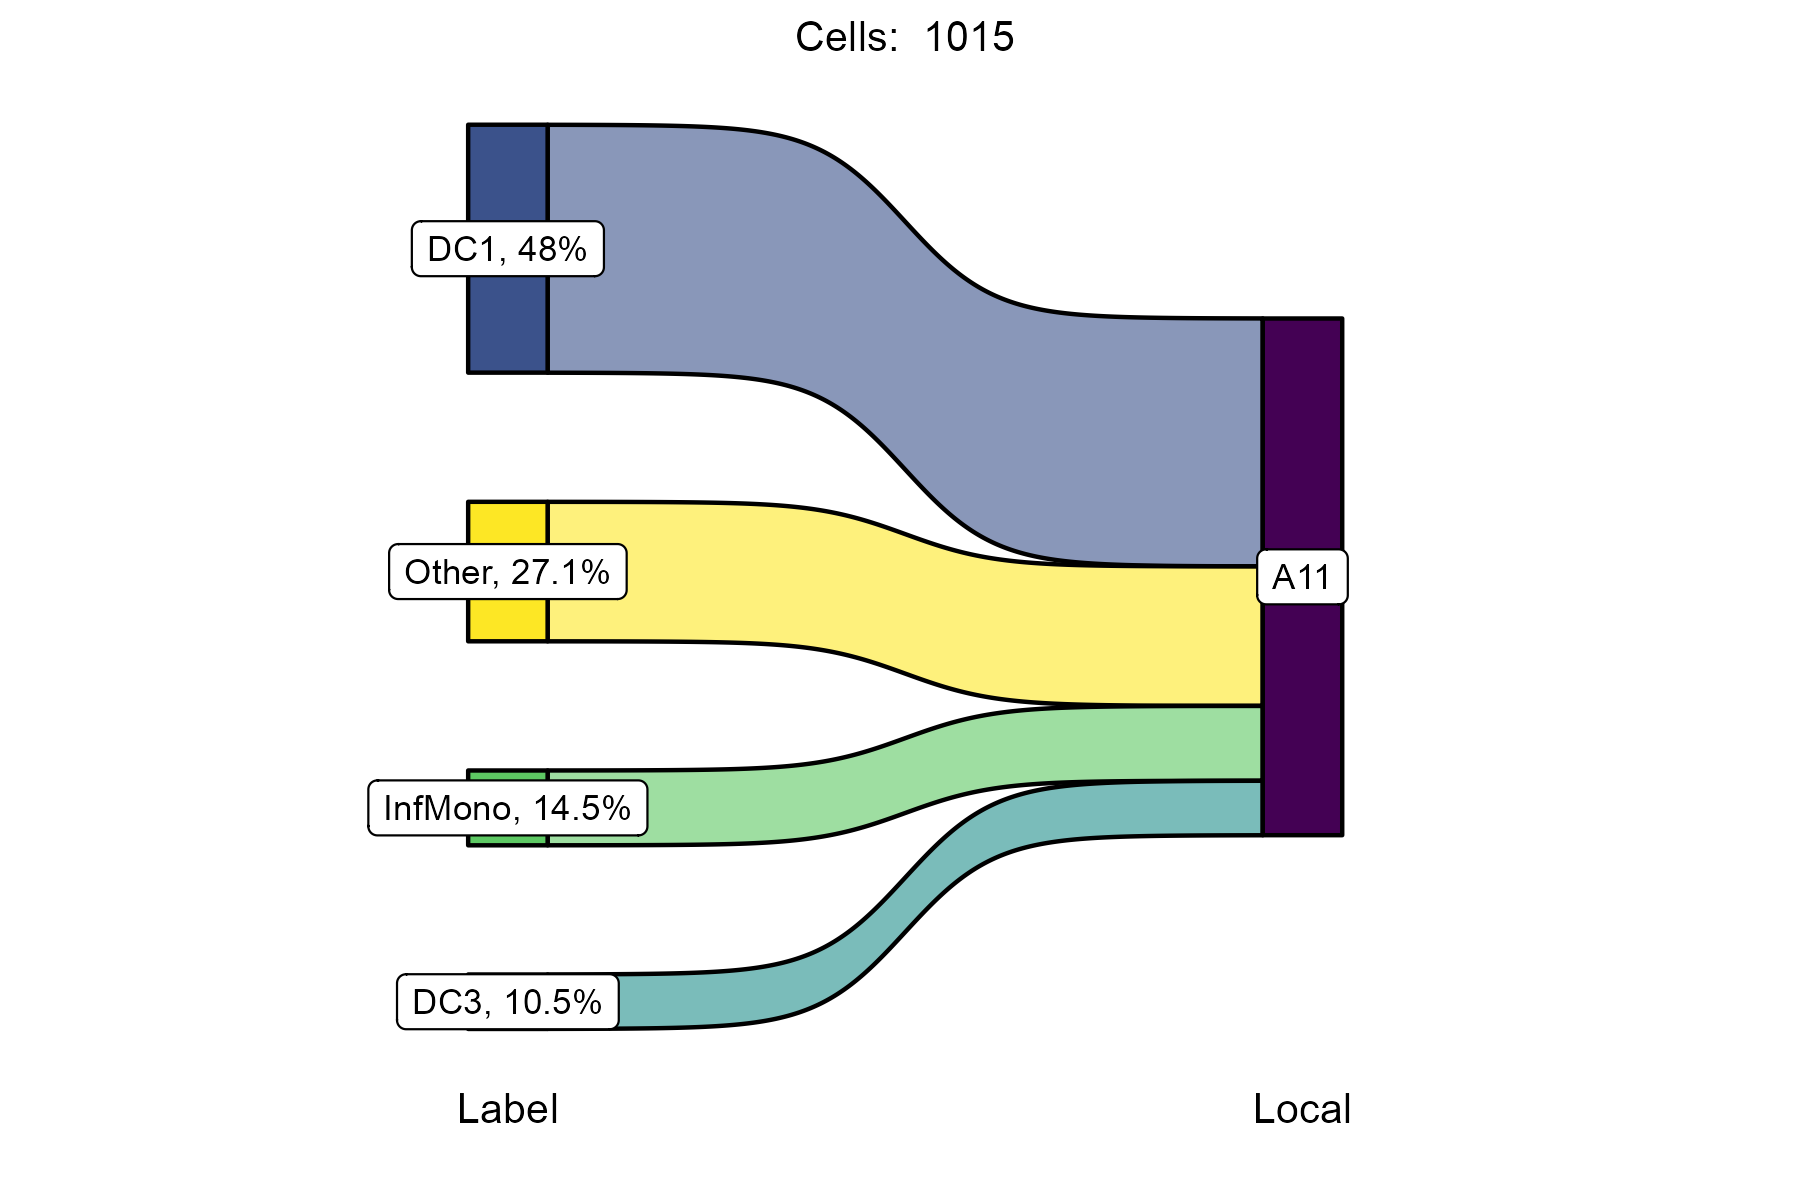 Cells:  1015
DC1, 48%
Other, 27.1%
A11
InfMono, 14.5%
DC3, 10.5%
Label
Local